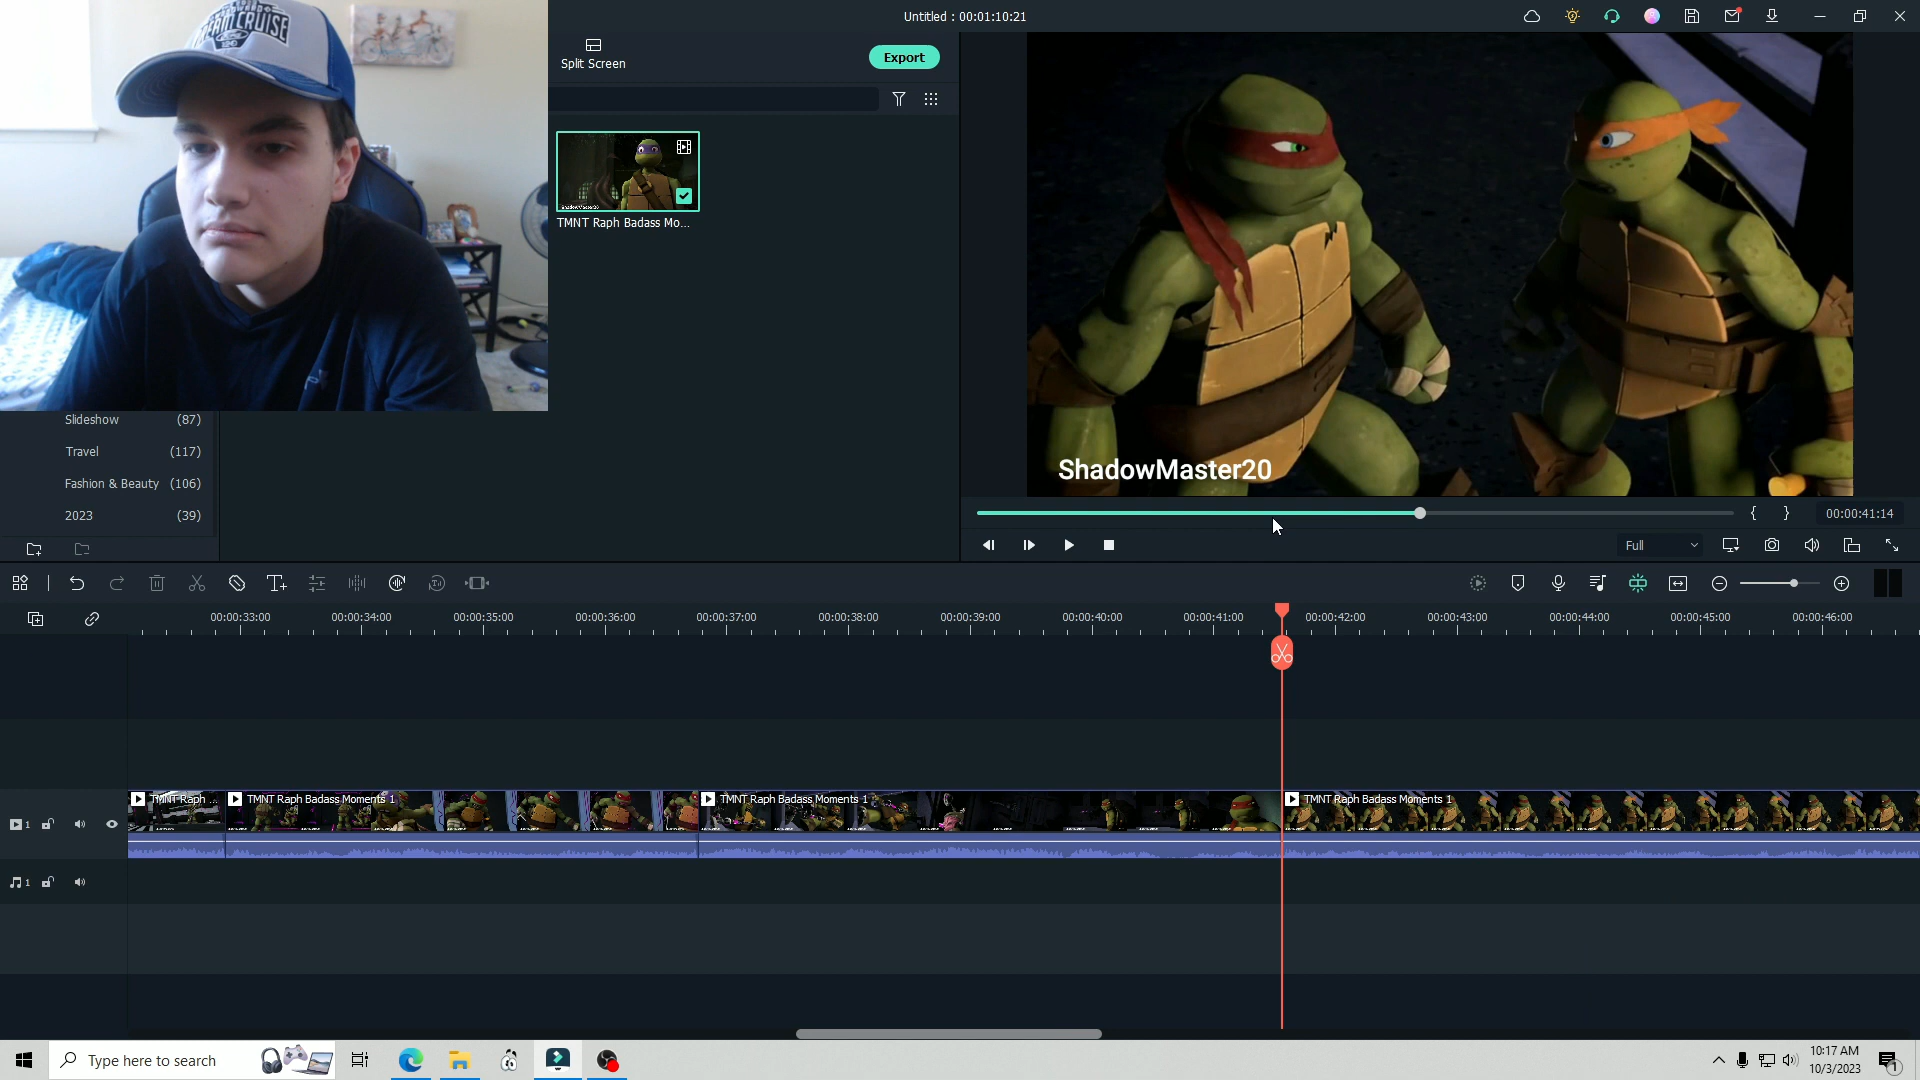 Untitled : 00:01:10:21
DREAM CRUISE
Split Screen
Export
TMNT Raph Badass Mo...
ShadowMaster20
Slideshow (87)
Travel (117)
Fashion & Beauty (106)
2023 (39)
{ } 00:00:41:14
Full
00:00:33:00 00:00:34:00 00:00:35:00 00:00:36:00 00:00:37:00 00:00:38:00 00:00:39:00 00:00:40:00 00:00:41:00 00:00:42:00 00:00:43:00 00:00:44:00 00:00:45:00 00:00:46:00
TMNT Raph ... TMNT Raph Badass Moments 1 TMNT Raph Badass Moments 1 TMNT Raph Badass Moments 1
1
1
Type here to search
10:17 AM
10/3/2023
1